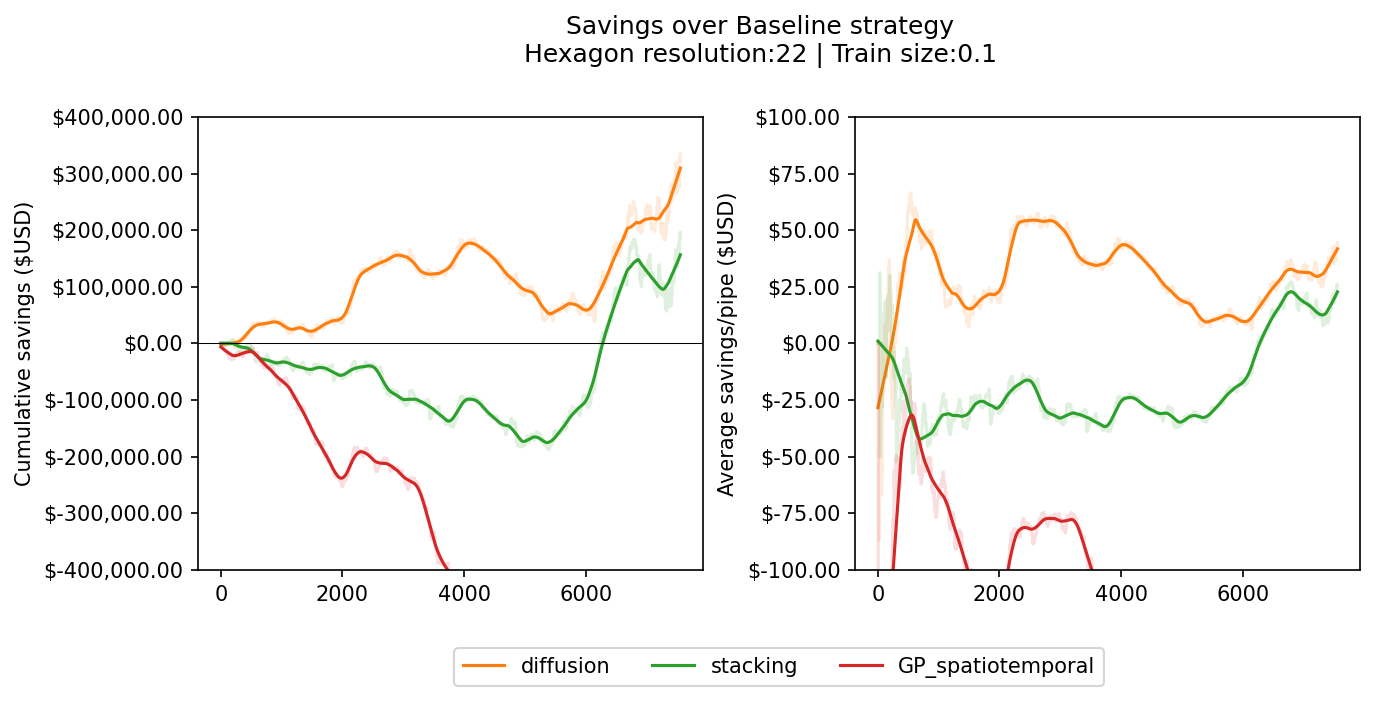 Savings over Baseline strategy
Hexagon resolution:22 | Train size:0.1
Cumulative savings ($USD)
$400,000.00
$300,000.00
$200,000.00
$100,000.00
$0.00
$-100,000.00
$-200,000.00
$-300,000.00
$-400,000.00
0 2000 4000 6000
Average savings/pipe ($USD)
$100.00
$75.00
$50.00
$25.00
$0.00
$-25.00
$-50.00
$-75.00
$-100.00
0 2000 4000 6000
diffusion stacking GP_spatiotemporal